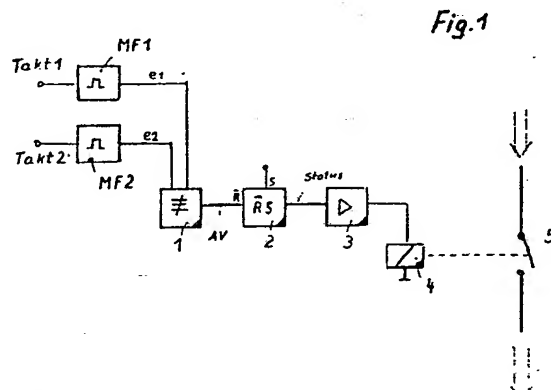 Fig.1
MF1
Takt1
e1
Takt2
e2
MF2
≠
R̄
S
R̄ S
Status
1
AV
2
3
4
5